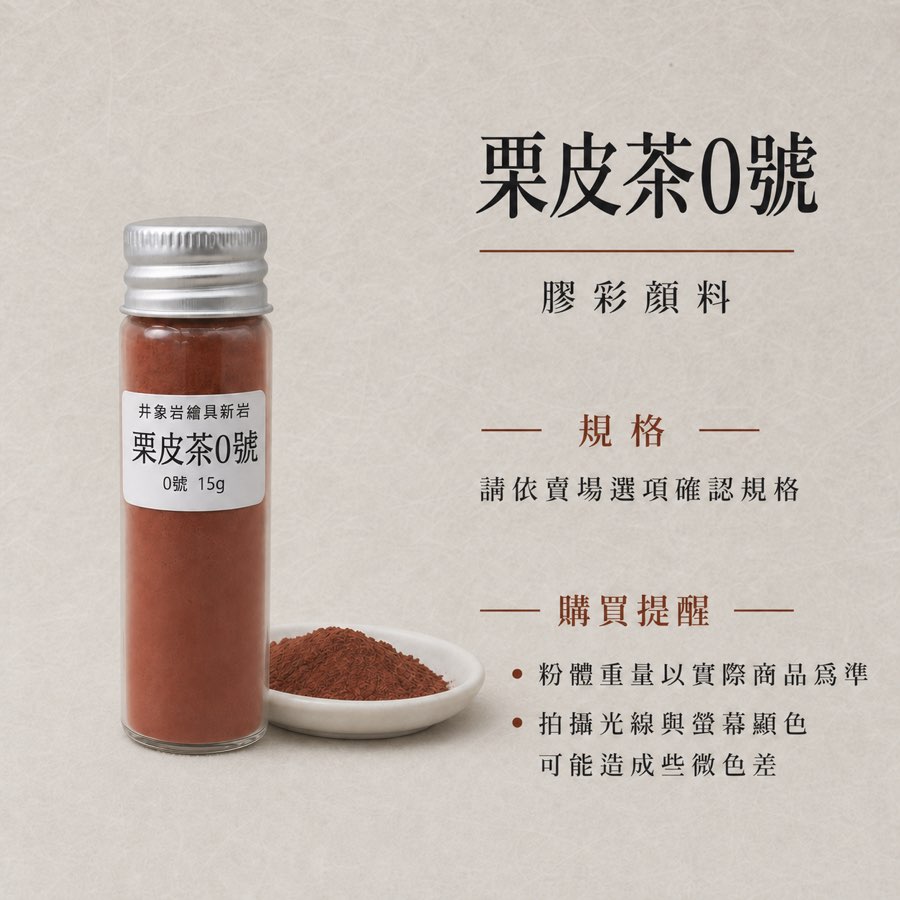 栗皮茶0號
膠彩顏料
規格
請依賣場選項確認規格
購買提醒
• 粉體重量以實際商品爲準
• 拍攝光線與螢幕顯色
可能造成些微色差
井象岩繪具新岩
栗皮茶0號
0號 15g